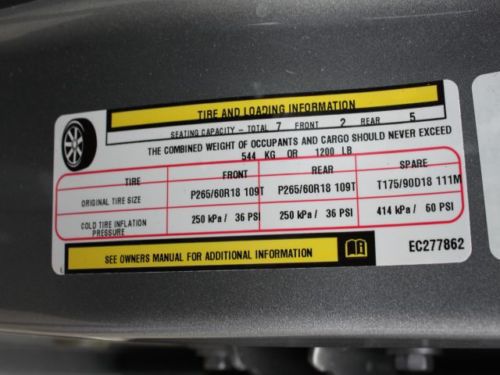 TIRE AND LOADING INFORMATION
SEATING CAPACITY - TOTAL 7 FRONT 2 REAR 5
THE COMBINED WEIGHT OF OCCUPANTS AND CARGO SHOULD NEVER EXCEED
544 KG OR 1200 LB
TIRE FRONT REAR SPARE
ORIGINAL TIRE SIZE P265/60R18 109T P265/60R18 109T T175/90D18 111M
COLD TIRE INFLATION PRESSURE 250 kPa / 36 PSI 250 kPa / 36 PSI 414 kPa / 60 PSI
SEE OWNERS MANUAL FOR ADDITIONAL INFORMATION
EC277862